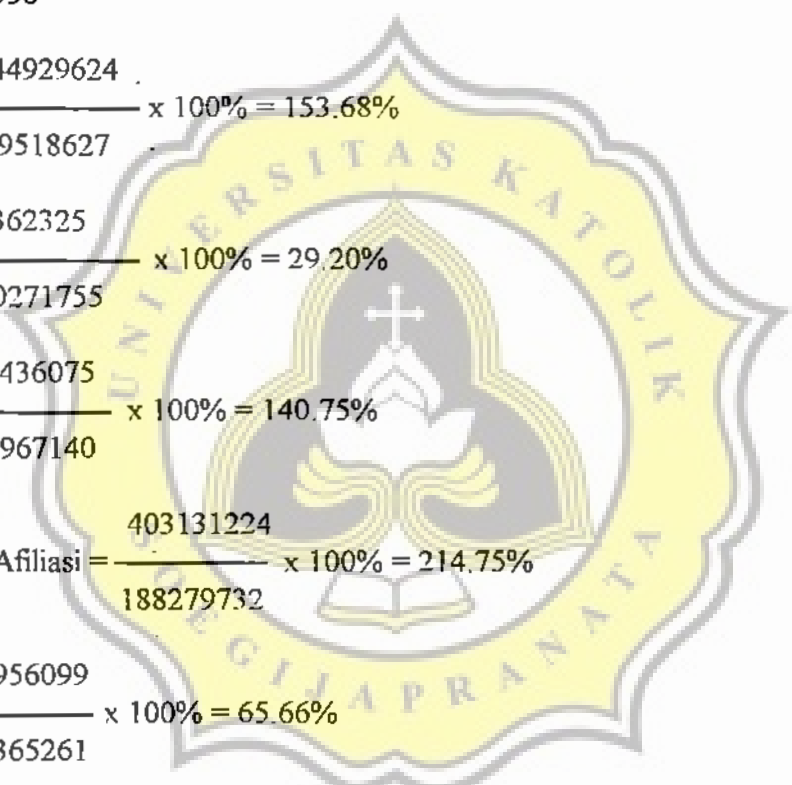 44929624
x 100% = 153.68%
9518627
362325
x 100% = 29.20%
0271755
436075
x 100% = 140.75%
967140
403131224
Afiliasi = x 100% = 214.75%
188279732
956099
x 100% = 65.66%
365261
UNIVERSITAS KATOLIK
SOEGIJAPRANATA